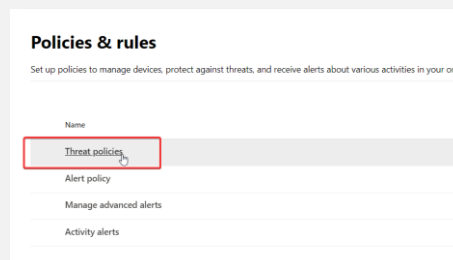 Policies & rules
Set up policies to manage devices, protect against threats, and receive alerts about various activities in your
Name
Threat policies
Alert policy
Manage advanced alerts
Activity alerts